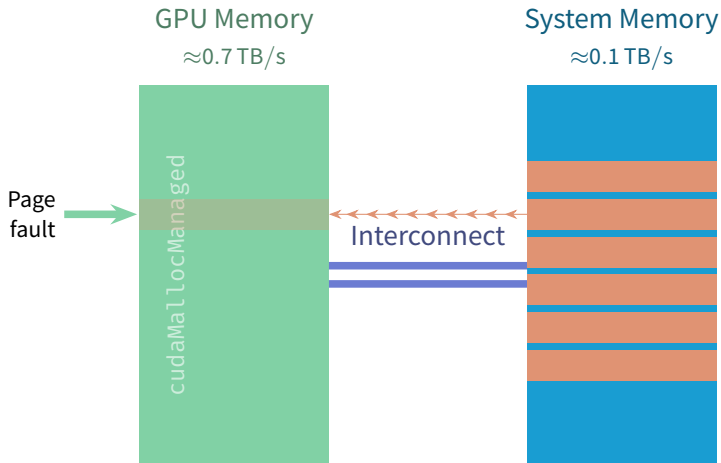 GPU Memory
≈0.7 TB/s
System Memory
≈0.1 TB/s
Page
fault
cudaMallocManaged
Interconnect